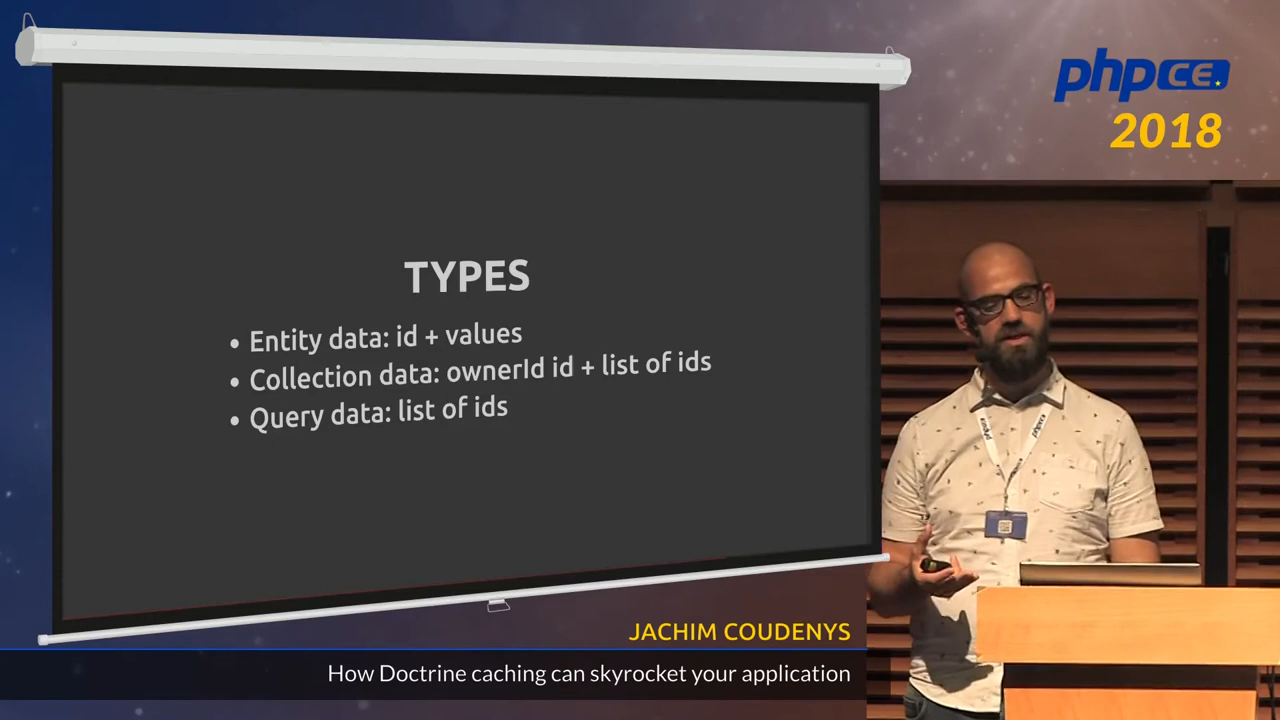 phpce
2018
TYPES
• Entity data: id + values
• Collection data: ownerId id + list of ids
• Query data: list of ids
JACHIM COUDENYS
How Doctrine caching can skyrocket your application